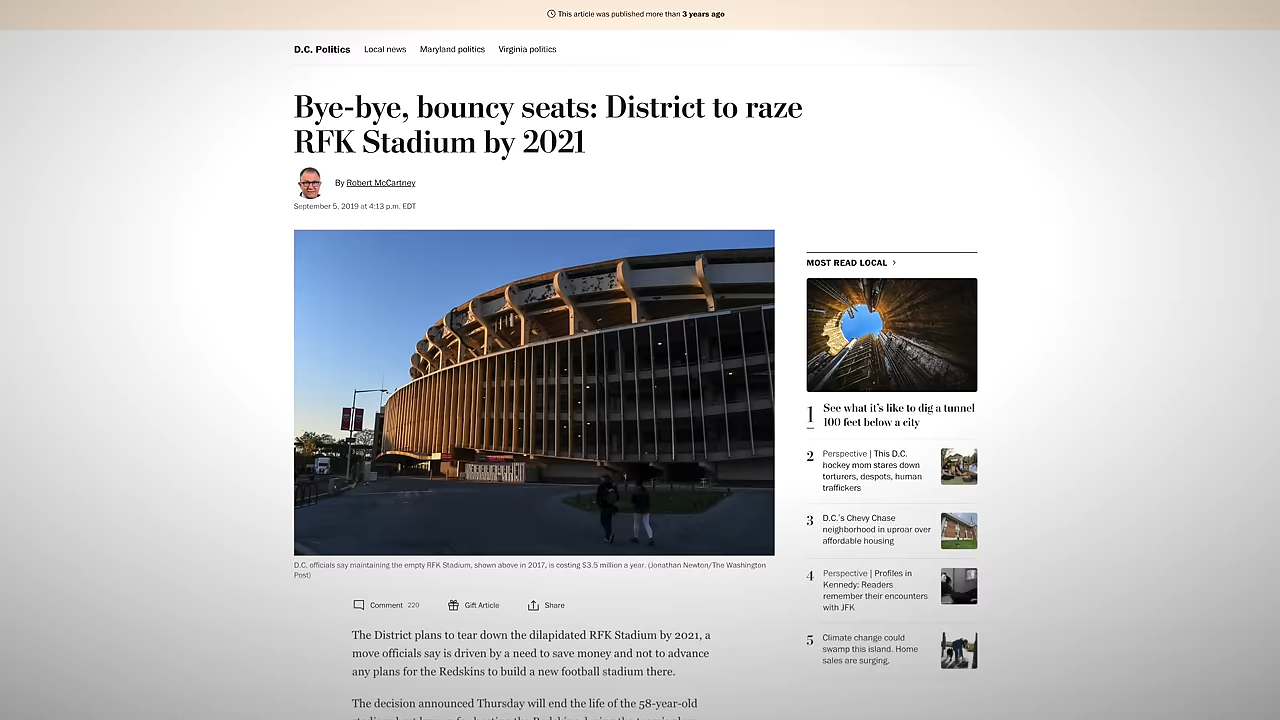 This article was published more than 3 years ago
D.C. Politics Local news Maryland politics Virginia politics
Bye-bye, bouncy seats: District to raze
RFK Stadium by 2021
By Robert McCartney
September 5, 2019 at 4:13 p.m. EDT
D.C. officials say maintaining the empty RFK Stadium, shown above in 2017, is costing $3.5 million a year. (Jonathan Newton/The Washington
Post)
Comment 220 Gift Article Share
The District plans to tear down the dilapidated RFK Stadium by 2021, a
move officials say is driven by a need to save money and not to advance
any plans for the Redskins to build a new football stadium there.
The decision announced Thursday will end the life of the 58-year-old
MOST READ LOCAL >
1
See what it's like to dig a tunnel
100 feet below a city
2
Perspective | This D.C.
hockey mom stares down
torturers, despots, human
traffickers
3
D.C.'s Chevy Chase
neighborhood in uproar over
affordable housing
4
Perspective | Profiles in
Kennedy: Readers
remember their encounters
with JFK
5
Climate change could
swamp this island. Home
sales are surging.